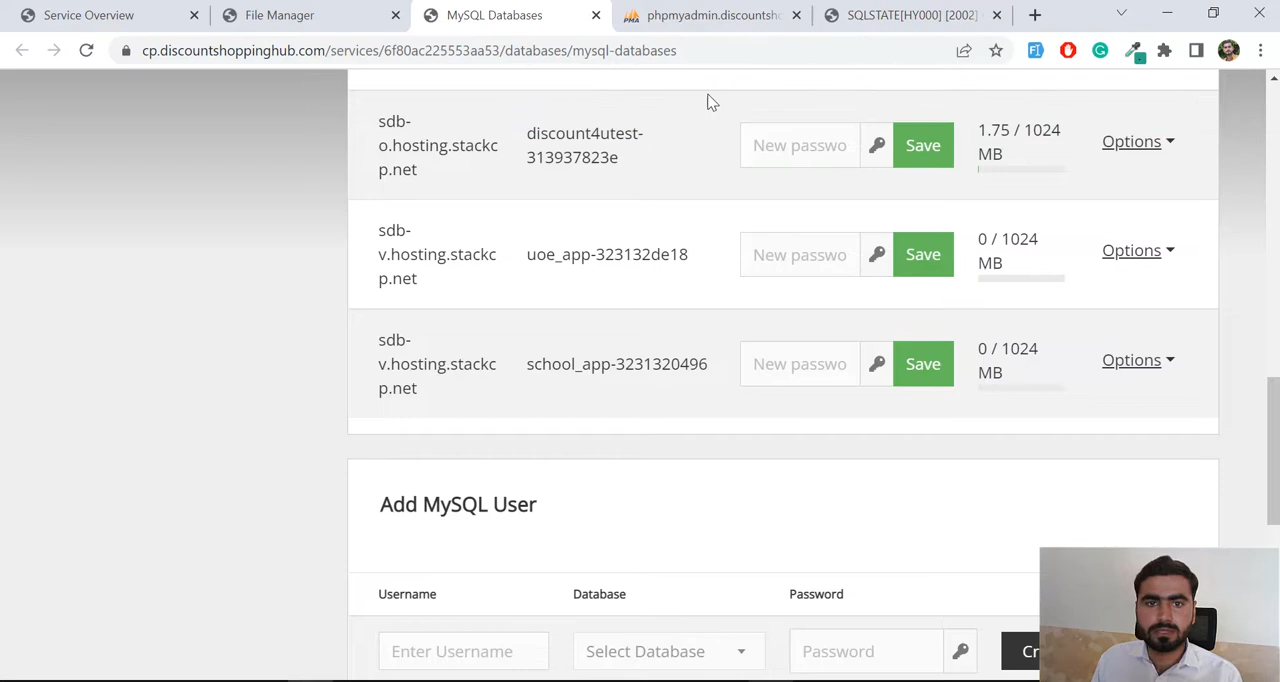 Service Overview
File Manager
MySQL Databases
phpmyadmin.discountsh
SQLSTATE[HY000] [2002]
cp.discountshoppinghub.com/services/6f80ac225553aa53/databases/mysql-databases
sdb-
o.hosting.stackc
p.net
discount4utest-
313937823e
New passwo
Save
1.75 / 1024
MB
Options
sdb-
v.hosting.stackc
p.net
uoe_app-323132de18
New passwo
Save
0 / 1024
MB
Options
sdb-
v.hosting.stackc
p.net
school_app-3231320496
New passwo
Save
0 / 1024
MB
Options
Add MySQL User
Username
Database
Password
Enter Username
Select Database
Password
Cr